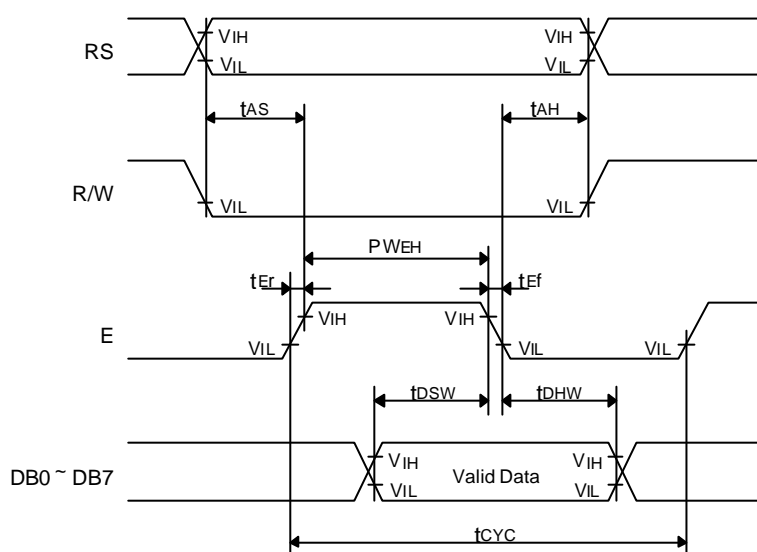 RS
VIH
VIL
VIH
VIL
tAS
tAH
R/W
VIL
VIL
PWEH
tEr
tEf
E
VIH
VIH
VIL
VIL
VIL
tDSW
tDHW
DB0 ~ DB7
VIH
VIL
Valid Data
VIH
VIL
tCYC